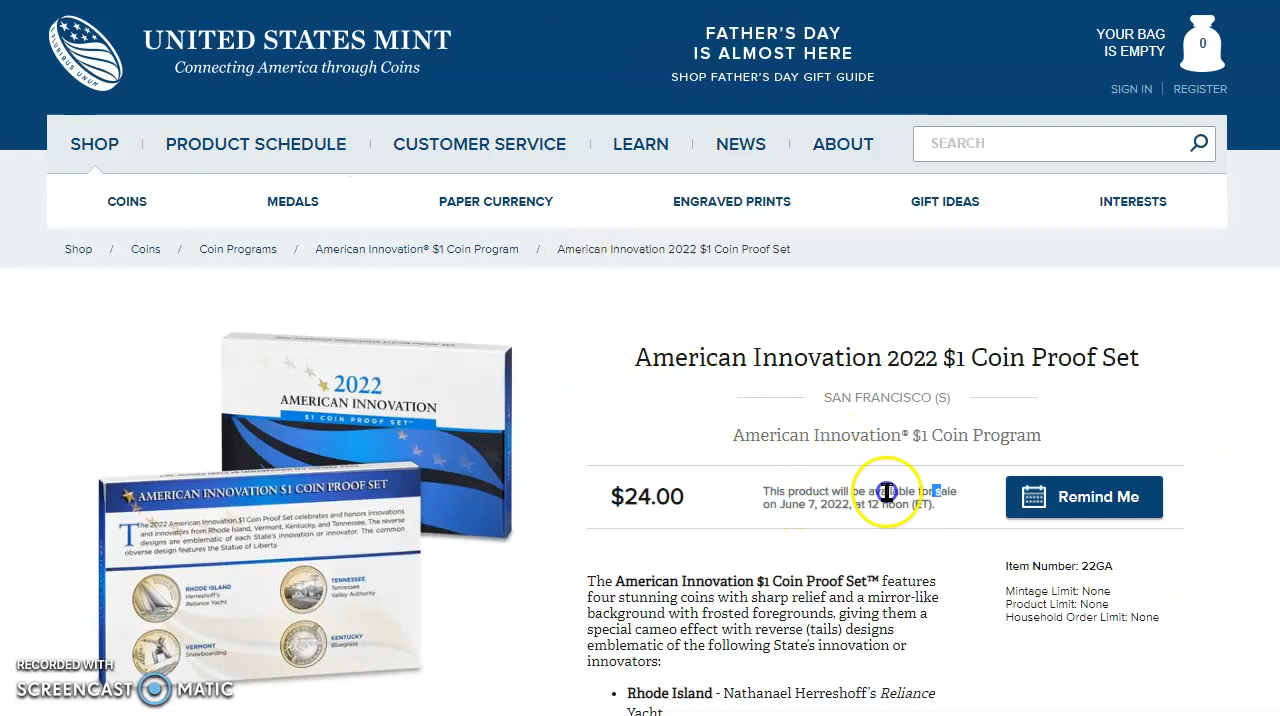 UNITED STATES MINT
Connecting America through Coins
FATHER'S DAY
IS ALMOST HERE
SHOP FATHER'S DAY GIFT GUIDE
YOUR BAG
IS EMPTY
0
SIGN IN | REGISTER
SHOP PRODUCT SCHEDULE CUSTOMER SERVICE LEARN NEWS ABOUT
SEARCH
COINS MEDALS PAPER CURRENCY ENGRAVED PRINTS GIFT IDEAS INTERESTS
Shop / Coins / Coin Programs / American Innovation® $1 Coin Program / American Innovation 2022 $1 Coin Proof Set
2022
AMERICAN INNOVATION
$1 COIN PROOF SET™
AMERICAN INNOVATION $1 COIN PROOF SET
The 2022 American Innovation $1 Coin Proof Set celebrates and honors innovations
and innovators from Rhode Island, Vermont, Kentucky, and Tennessee. The reverse
designs are emblematic of each State's innovation or innovator. The common
obverse design features the Statue of Liberty.
RHODE ISLAND
Herreshoff's
Reliance
Yacht
TENNESSEE
Tennessee
Valley Authority
VERMONT
Snowboarding
KENTUCKY
Bluegrass
American Innovation 2022 $1 Coin Proof Set
SAN FRANCISCO (S)
American Innovation® $1 Coin Program
$24.00
This product will be available for sale
on June 7, 2022, at 12 noon (ET).
Remind Me
The American Innovation $1 Coin Proof Set™ features
four stunning coins with sharp relief and a mirror-like
background with frosted foregrounds, giving them a
special cameo effect with reverse (tails) designs
emblematic of the following State's innovation or
innovators:
• Rhode Island - Nathanael Herreshoff's Reliance
Yacht
Item Number: 22GA
Mintage Limit: None
Product Limit: None
Household Order Limit: None
RECORDED WITH
SCREENCAST MATIC